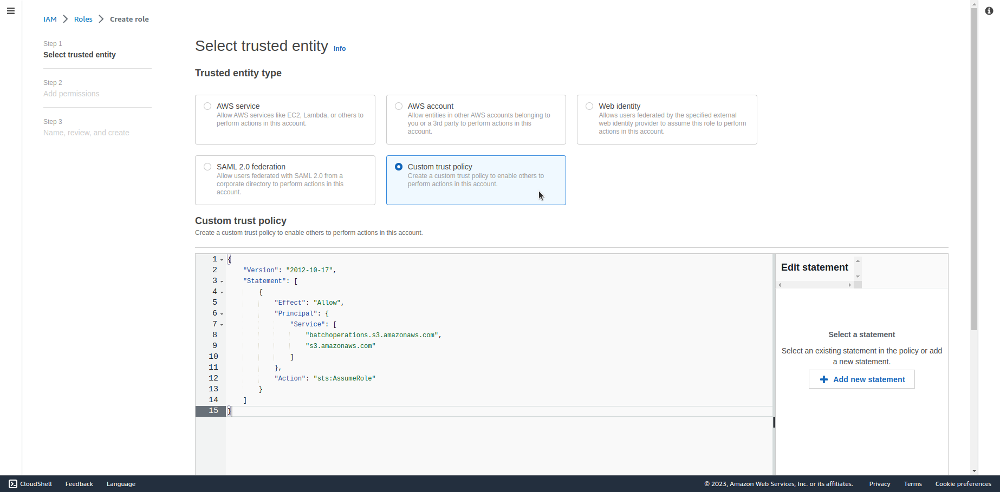 IAM > Roles > Create role
Step 1
Select trusted entity
Step 2
Add permissions
Step 3
Name, review, and create
Select trusted entity Info
Trusted entity type
AWS service
Allow AWS services like EC2, Lambda, or others to
perform actions in this account.
AWS account
Allow entities in other AWS accounts belonging to
you or a 3rd party to perform actions in this
account.
Web identity
Allows users federated by the specified external
web identity provider to assume this role to perform
actions in this account.
SAML 2.0 federation
Allow users federated with SAML 2.0 from a
corporate directory to perform actions in this
account.
Custom trust policy
Create a custom trust policy to enable others to
perform actions in this account.
Custom trust policy
Create a custom trust policy to enable others to perform actions in this account.
1 {
2 "Version": "2012-10-17",
3 "Statement": [
4 {
5 "Effect": "Allow",
6 "Principal": {
7 "Service": [
8 "batchoperations.s3.amazonaws.com",
9 "s3.amazonaws.com"
10 ]
11 },
12 "Action": "sts:AssumeRole"
13 }
14 ]
15 }
Edit statement
Select a statement
Select an existing statement in the policy or add
a new statement.
Add new statement
CloudShell Feedback Language © 2023, Amazon Web Services, Inc. or its affiliates. Privacy Terms Cookie preferences